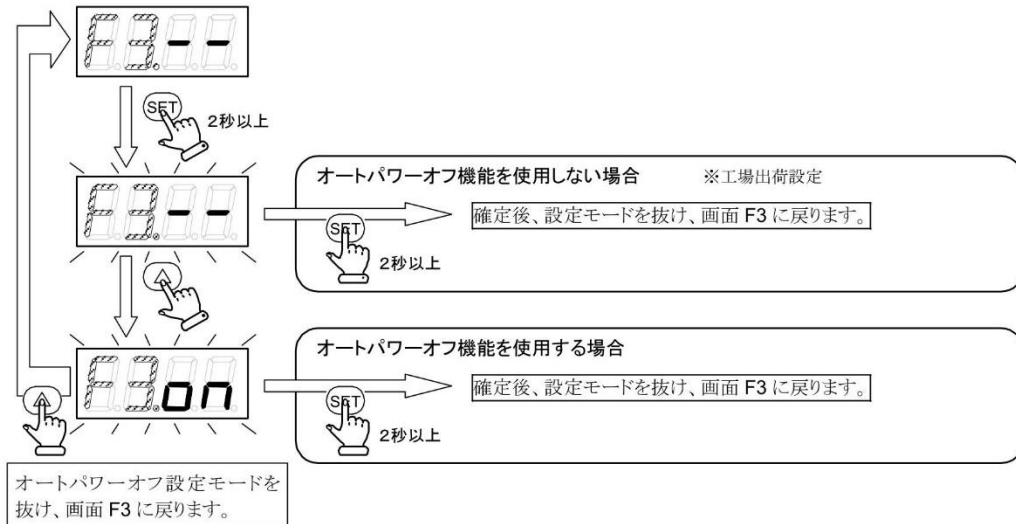 F3.--
SET
2秒以上
F3.--
オートパワーオフ機能を使用しない場合 ※工場出荷設定
確定後、設定モードを抜け、画面 F3 に戻ります。
SET
2秒以上
F3.on
オートパワーオフ機能を使用する場合
確定後、設定モードを抜け、画面 F3 に戻ります。
SET
2秒以上
オートパワーオフ設定モードを
抜け、画面 F3 に戻ります。